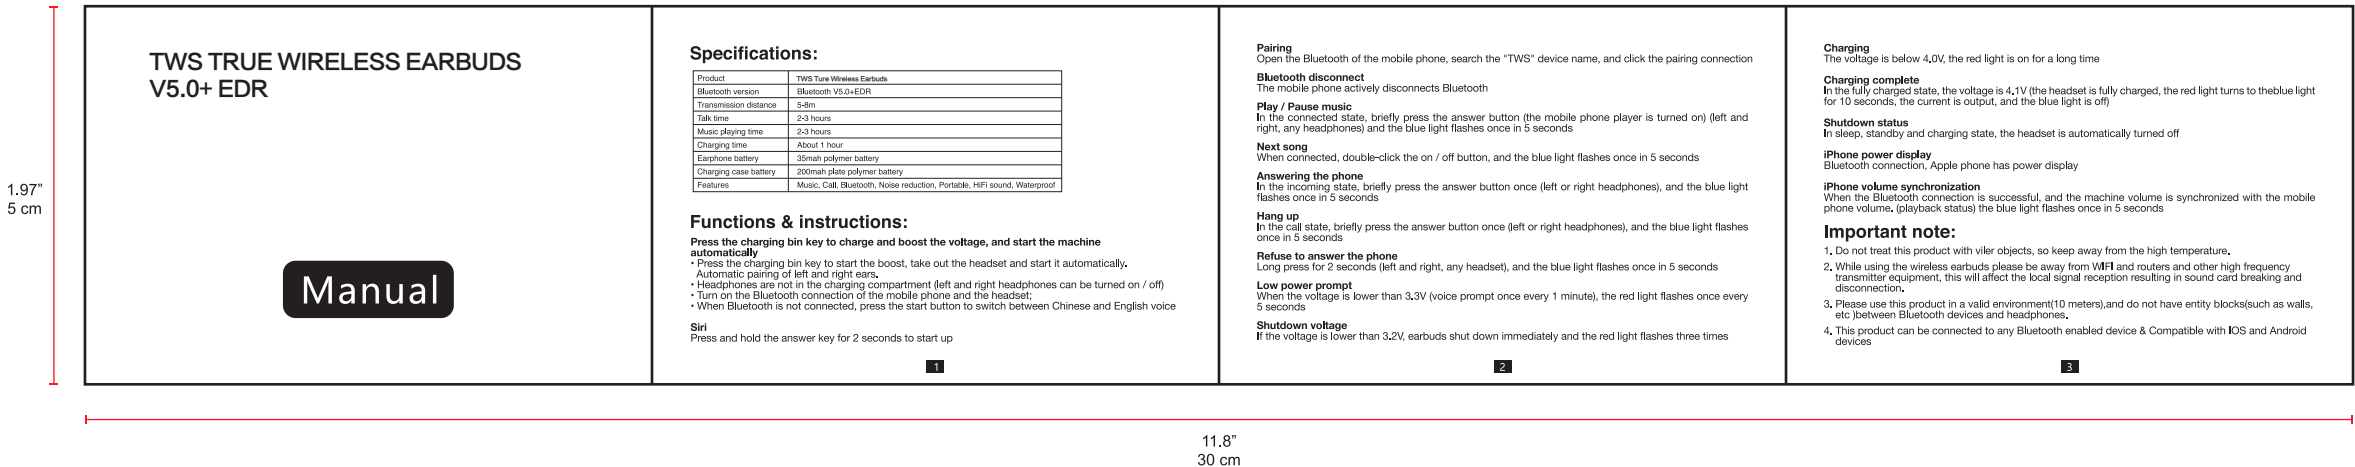 TWS TRUE WIRELESS EARBUDS
V5.0+ EDR
Manual
1.97”
5 cm
Specifications:
Product TWS Ture Wireless Earbuds
Bluetooth version Bluetooth V5.0+EDR
Transmission distance 5-8m
Talk time 2-3 hours
Music playing time 2-3 hours
Charging time About 1 hour
Earphone battery 35mah polymer battery
Charging case battery 200mah plate polymer battery
Features Music, Call, Bluetooth, Noise reduction, Portable, HiFi sound, Waterproof
Functions & instructions:
Press the charging bin key to charge and boost the voltage, and start the machine
automatically
• Press the charging bin key to start the boost, take out the headset and start it automatically.
Automatic pairing of left and right ears.
• Headphones are not in the charging compartment (left and right headphones can be turned on / off)
• Turn on the Bluetooth connection of the mobile phone and the headset;
• When Bluetooth is not connected, press the start button to switch between Chinese and English voice
Siri
Press and hold the answer key for 2 seconds to start up
1
Pairing
Open the Bluetooth of the mobile phone, search the "TWS" device name, and click the pairing connection
Bluetooth disconnect
The mobile phone actively disconnects Bluetooth
Play / Pause music
In the connected state, briefly press the answer button (the mobile phone player is turned on) (left and
right, any headphones) and the blue light flashes once in 5 seconds
Next song
When connected, double-click the on / off button, and the blue light flashes once in 5 seconds
Answering the phone
In the incoming state, briefly press the answer button once (left or right headphones), and the blue light
flashes once in 5 seconds
Hang up
In the call state, briefly press the answer button once (left or right headphones), and the blue light flashes
once in 5 seconds
Refuse to answer the phone
Long press for 2 seconds (left and right, any headset), and the blue light flashes once in 5 seconds
Low power prompt
When the voltage is lower than 3.3V (voice prompt once every 1 minute), the red light flashes once every
5 seconds
Shutdown voltage
If the voltage is lower than 3.2V, earbuds shut down immediately and the red light flashes three times
2
Charging
The voltage is below 4.0V, the red light is on for a long time
Charging complete
In the fully charged state, the voltage is 4.1V (the headset is fully charged, the red light turns to theblue light
for 10 seconds, the current is output, and the blue light is off)
Shutdown status
In sleep, standby and charging state, the headset is automatically turned off
iPhone power display
Bluetooth connection, Apple phone has power display
iPhone volume synchronization
When the Bluetooth connection is successful, and the machine volume is synchronized with the mobile
phone volume. (playback status) the blue light flashes once in 5 seconds
Important note:
1. Do not treat this product with viler objects, so keep away from the high temperature.
2. While using the wireless earbuds please be away from WIFI and routers and other high frequency
transmitter equipment, this will affect the local signal reception resulting in sound card breaking and
disconnection.
3. Please use this product in a valid environment(10 meters),and do not have entity blocks(such as walls,
etc )between Bluetooth devices and headphones.
4. This product can be connected to any Bluetooth enabled device & Compatible with IOS and Android
devices
3
11.8”
30 cm